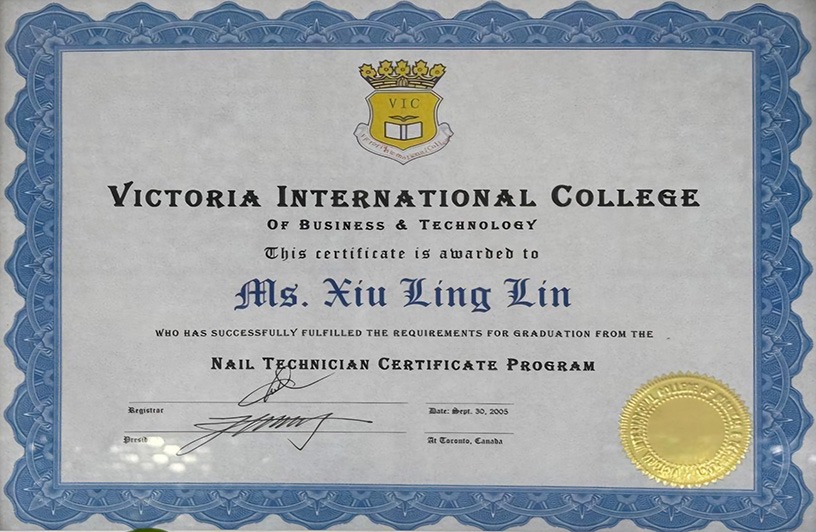 VIC
VICTORIA INTERNATIONAL COLLEGE
OF BUSINESS & TECHNOLOGY
This certificate is awarded to
Ms. Xiu Ling Lin
WHO HAS SUCCESSFULLY FULFILLED THE REQUIREMENTS FOR GRADUATION FROM THE
NAIL TECHNICIAN CERTIFICATE PROGRAM
Registrar
Date: Sept. 30, 2005
Presid
At Toronto, Canada